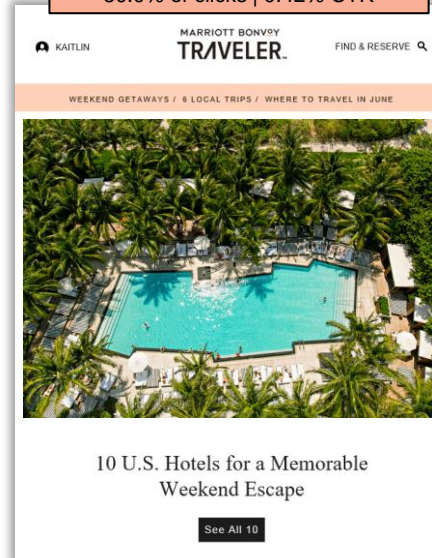 KAITLIN
MARRIOTT BONVOY
TRAVELER
FIND & RESERVE
WEEKEND GETAWAYS / 6 LOCAL TRIPS / WHERE TO TRAVEL IN JUNE
10 U.S. Hotels for a Memorable
Weekend Escape
See All 10